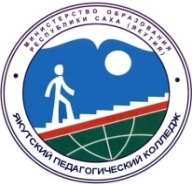 МИНИСТЕРСТВО ОБРАЗОВАНИЯ
РЕСПУБЛИКИ САХА (ЯКУТИЯ)
ЯКУТСКИЙ ПЕДАГОГИЧЕСКИЙ КОЛЛЕДЖ